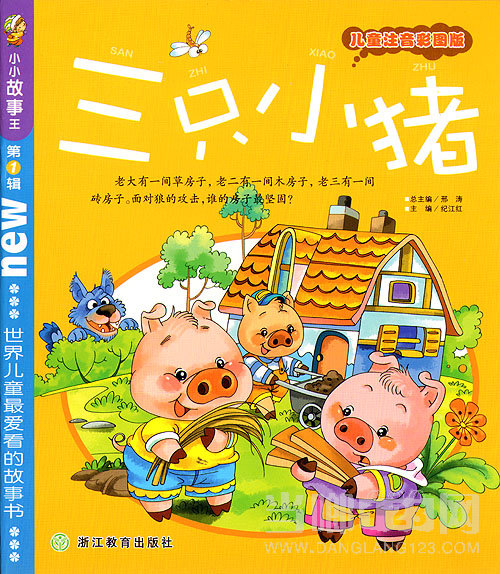 小小故事王
第1辑
new
世界儿童最爱看的故事书
儿童注音彩图版
SAN ZHI XIAO ZHU
三只小猪
老大有一间草房子，老二有一间木房子，老三有一间
砖房子。面对狼的攻击，谁的房子最坚固？
总主编／邢 涛
主 编／纪江红
浙江教育出版社
WWW.DANGLANG123.COM